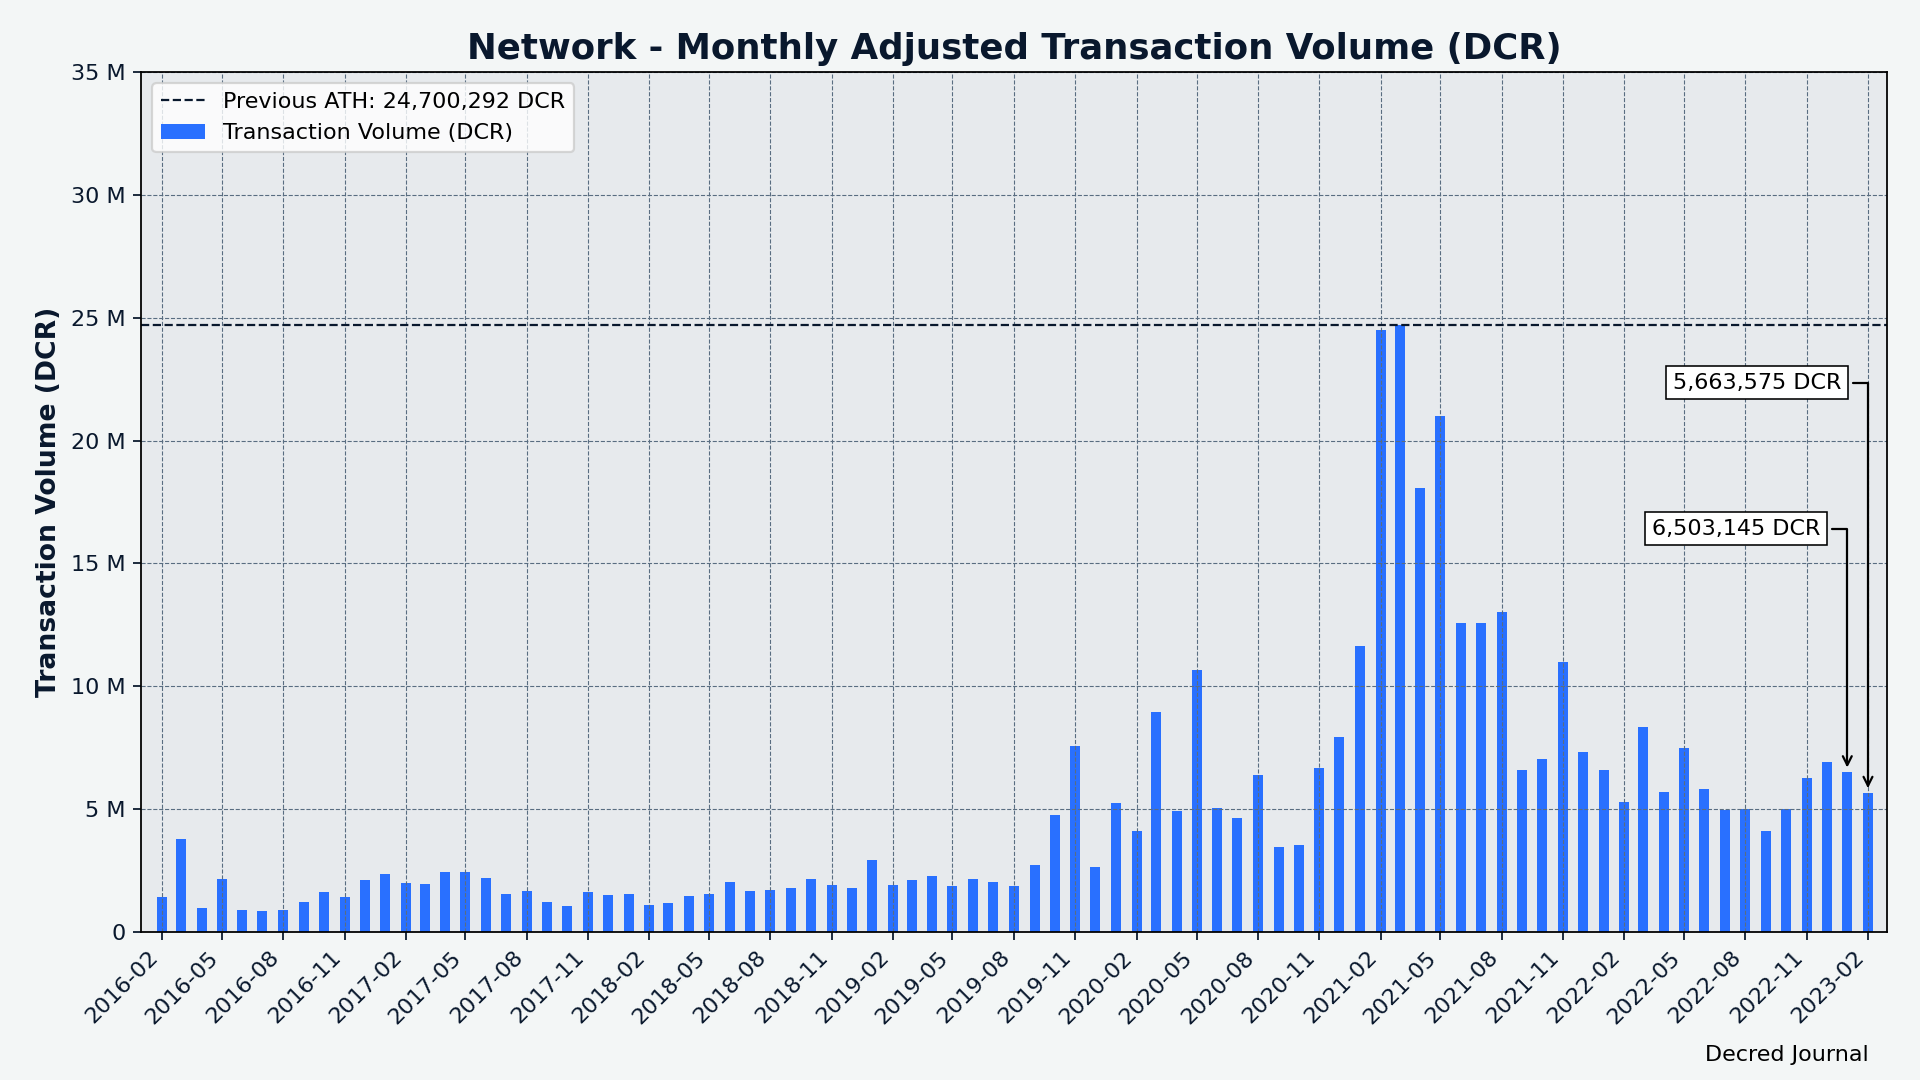 Network - Monthly Adjusted Transaction Volume (DCR)
Previous ATH: 24,700,292 DCR
Transaction Volume (DCR)
Transaction Volume (DCR)
35 M
30 M
25 M
20 M
15 M
10 M
5 M
0
5,663,575 DCR
6,503,145 DCR
2016-02
2016-05
2016-08
2016-11
2017-02
2017-05
2017-08
2017-11
2018-02
2018-05
2018-08
2018-11
2019-02
2019-05
2019-08
2019-11
2020-02
2020-05
2020-08
2020-11
2021-02
2021-05
2021-08
2021-11
2022-02
2022-05
2022-08
2022-11
2023-02
Decred Journal